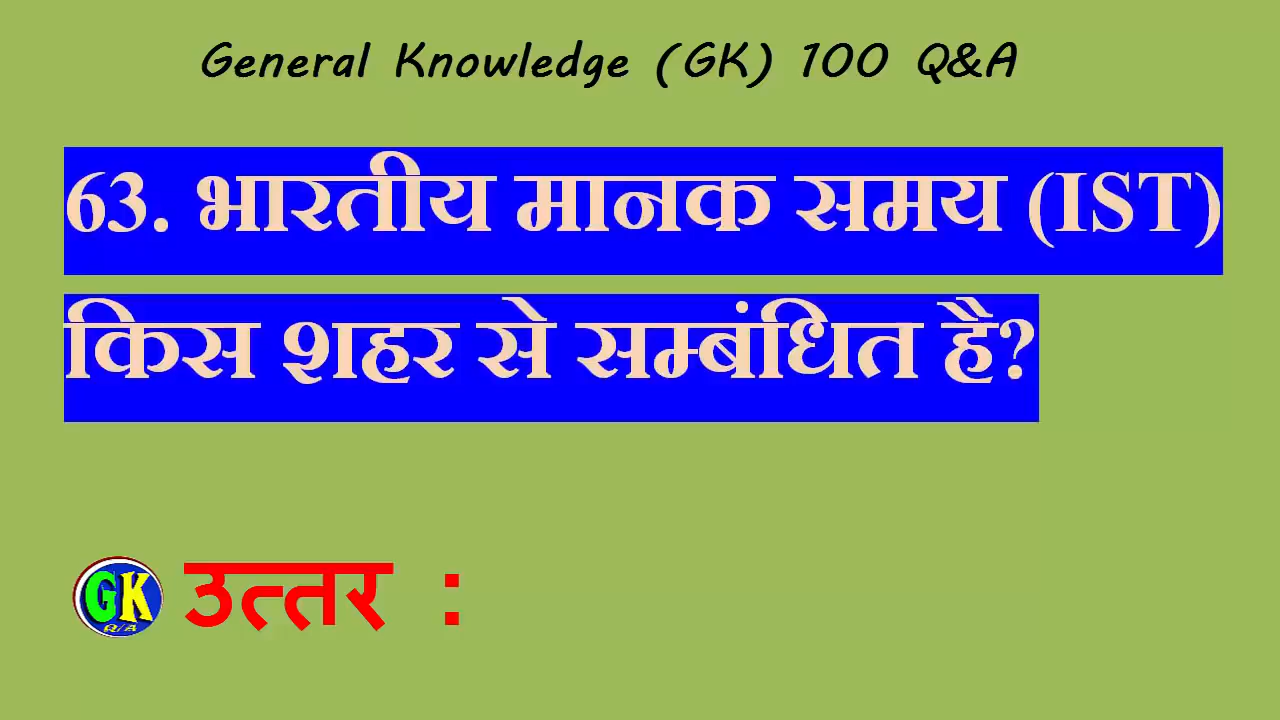 General Knowledge (GK) 100 Q&A
63. भारतीय मानक समय (IST)
किस शहर से सम्बंधित है?
GK
Q/A
उत्तर :